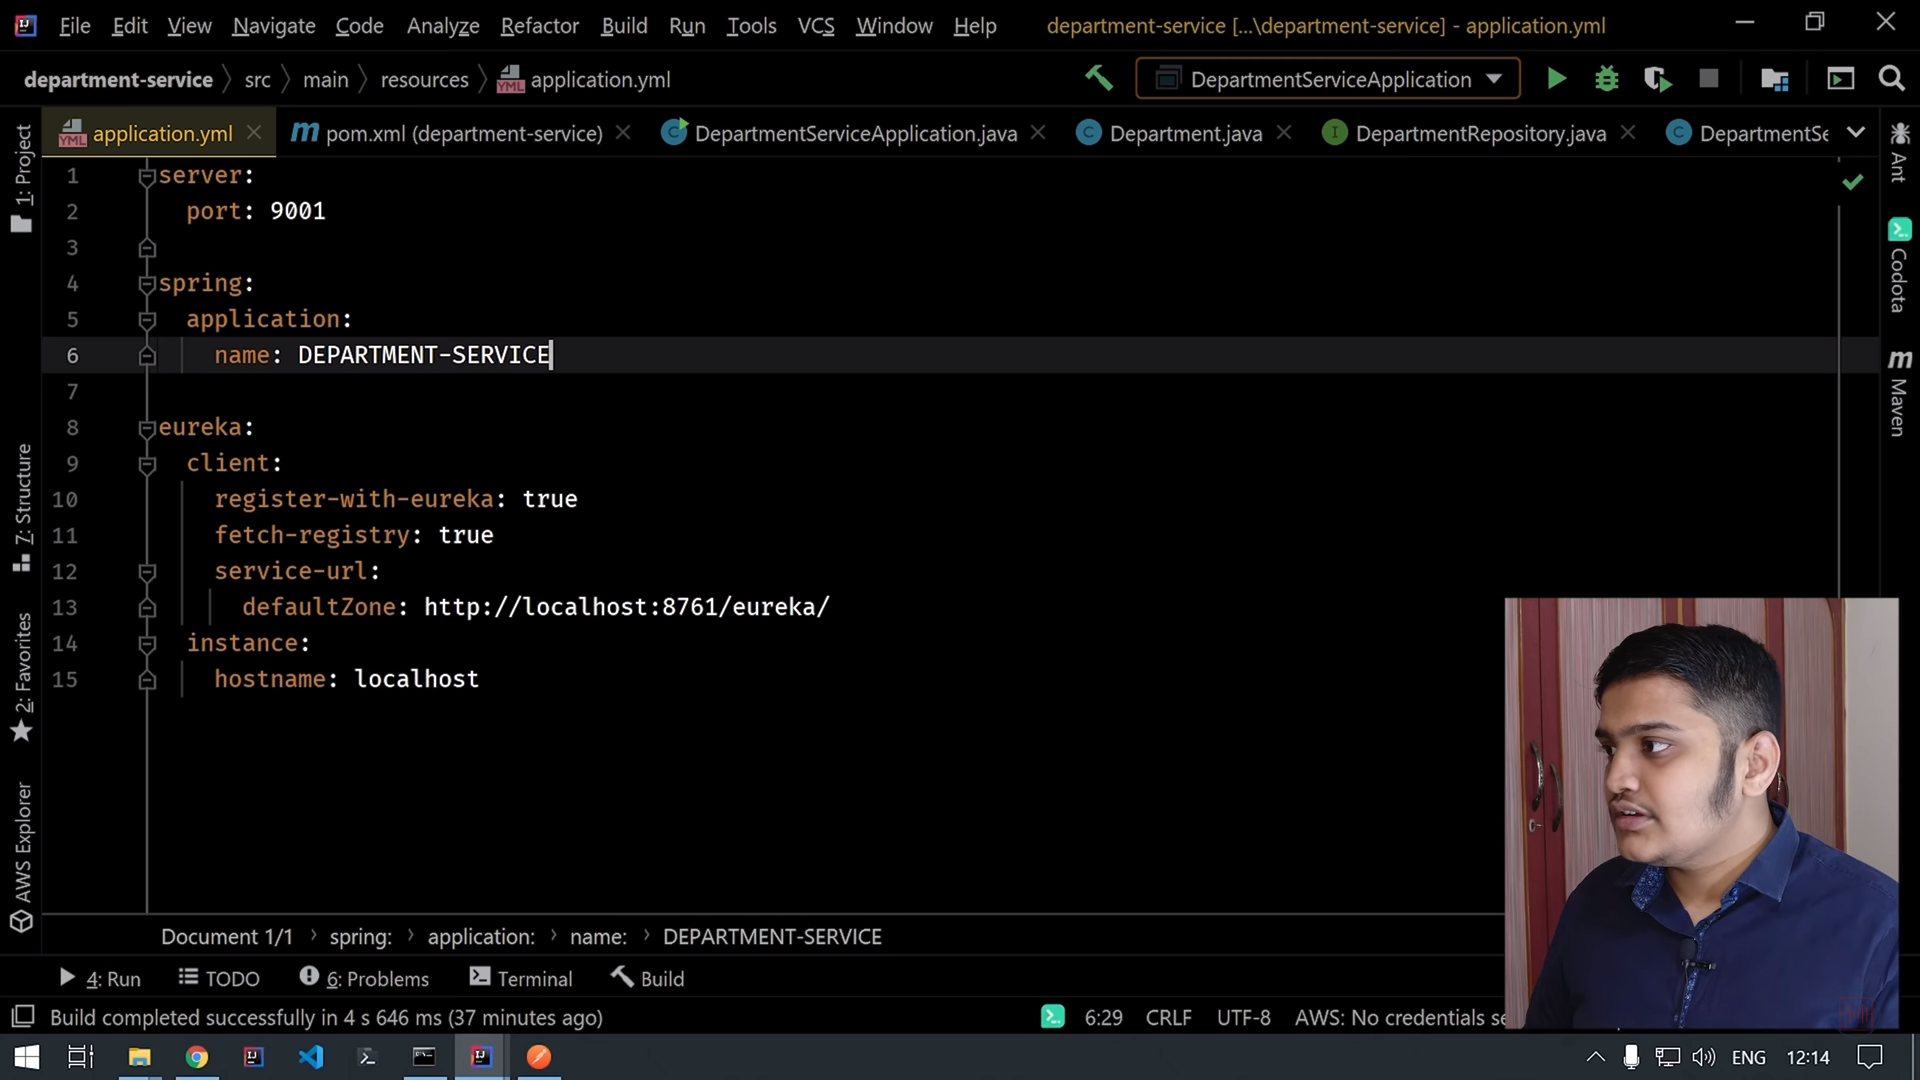 File Edit View Navigate Code Analyze Refactor Build Run Tools VCS Window Help department-service [...\department-service] - application.yml
department-service src main resources application.yml DepartmentServiceApplication
application.yml pom.xml (department-service) DepartmentServiceApplication.java Department.java DepartmentRepository.java DepartmentSe
1 server:
2 port: 9001
3
4 spring:
5 application:
6 name: DEPARTMENT-SERVICE
7
8 eureka:
9 client:
10 register-with-eureka: true
11 fetch-registry: true
12 service-url:
13 defaultZone: http://localhost:8761/eureka/
14 instance:
15 hostname: localhost
1: Project
7: Structure
2: Favorites
AWS Explorer
Ant
Codota
Maven
Document 1/1 spring: application: name: DEPARTMENT-SERVICE
4: Run TODO 6: Problems Terminal Build
Build completed successfully in 4 s 646 ms (37 minutes ago) 6:29 CRLF UTF-8 AWS: No credentials se
ENG 12:14